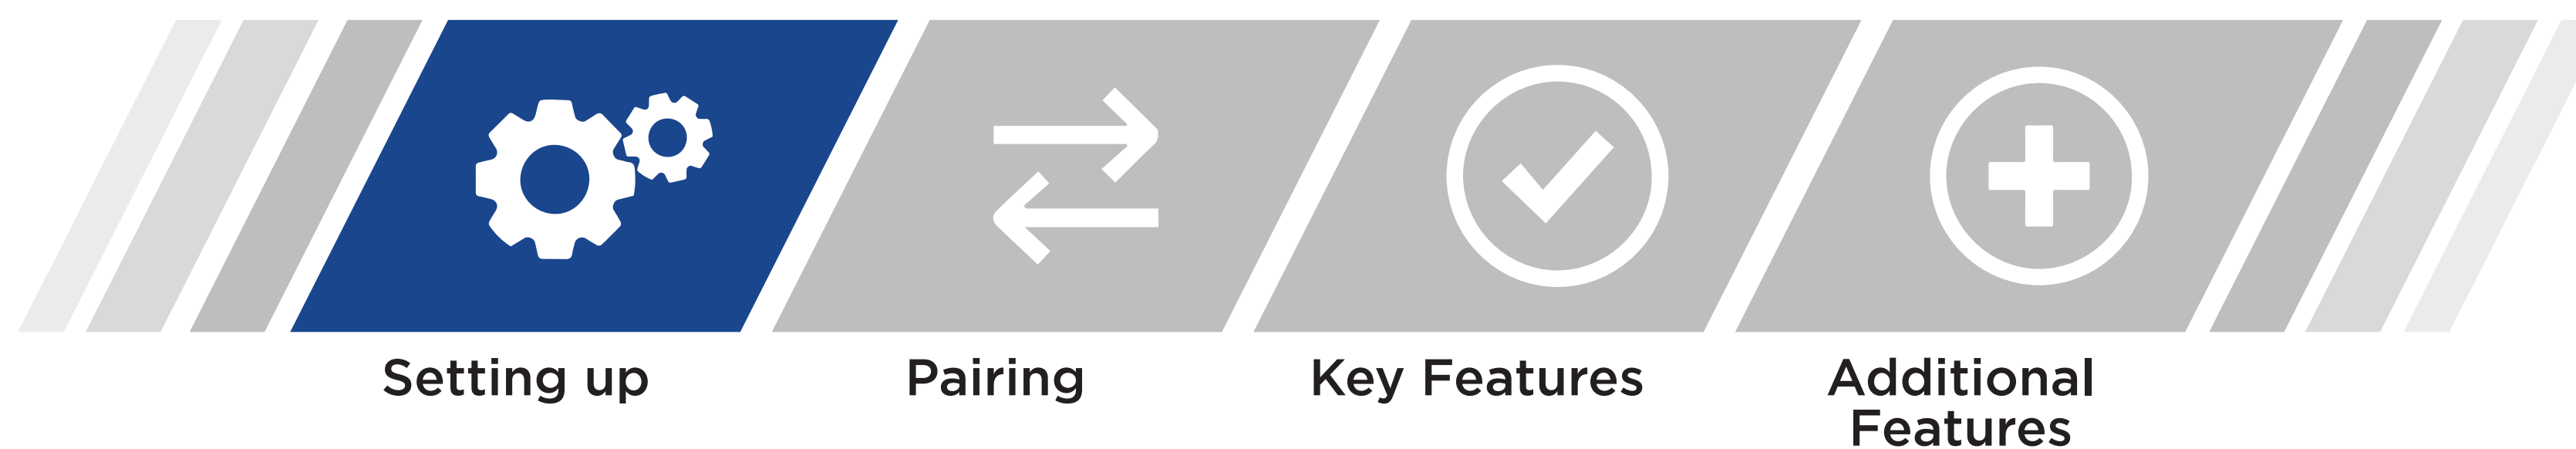 Setting up
Pairing
Key Features
Additional
Features